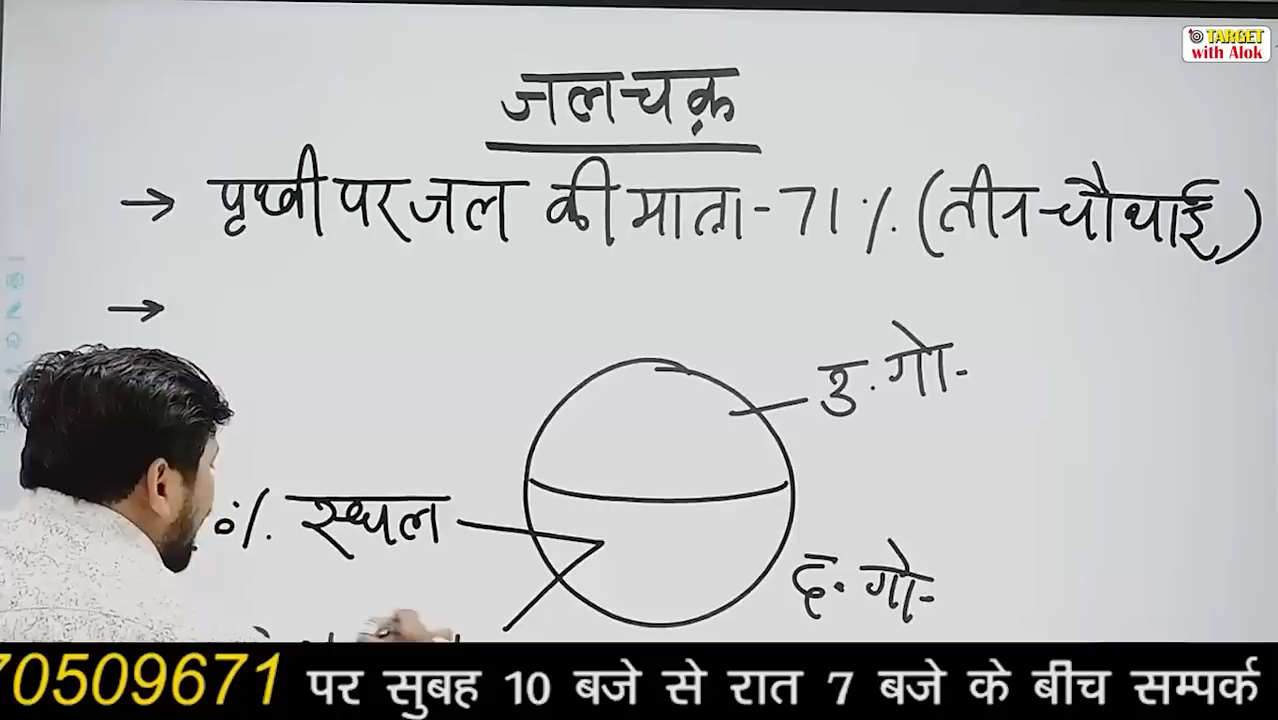 TARGET
with Alok
जलचक्र
→ पृथ्वी पर जल की मात्रा - 71% (तीन-चौथाई)
→
उ. गो-
% स्थल
द. गो-
70509671 पर सुबह 10 बजे से रात 7 बजे के बीच सम्पर्क